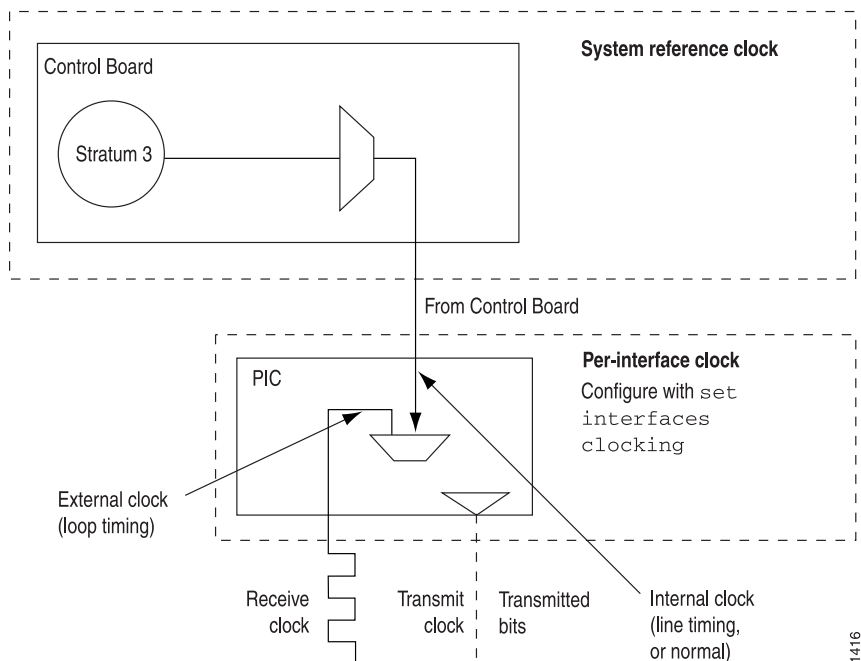 System reference clock
Control Board
Stratum 3
From Control Board
Per-interface clock
PIC
Configure with set
interfaces
clocking
External clock
(loop timing)
Receive
clock
Transmit
clock
Transmitted
bits
Internal clock
(line timing,
or normal)
1416